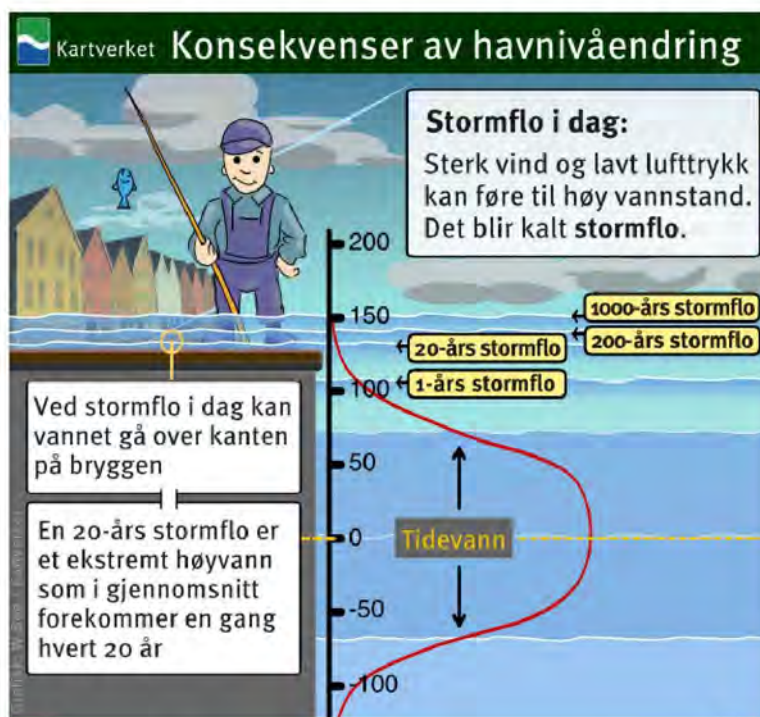 Kartverket
Konsekvenser av havnivåendring
Stormflo i dag:
Sterk vind og lavt lufttrykk
kan føre til høy vannstand.
Det blir kalt stormflo.
200
150
100
50
0
-50
-100
1000-års stormflo
200-års stormflo
20-års stormflo
1-års stormflo
Tidevann
Ved stormflo i dag kan
vannet gå over kanten
på bryggen
En 20-års stormflo er
et ekstremt høyvann
som i gjennomsnitt
forekommer en gang
hvert 20 år